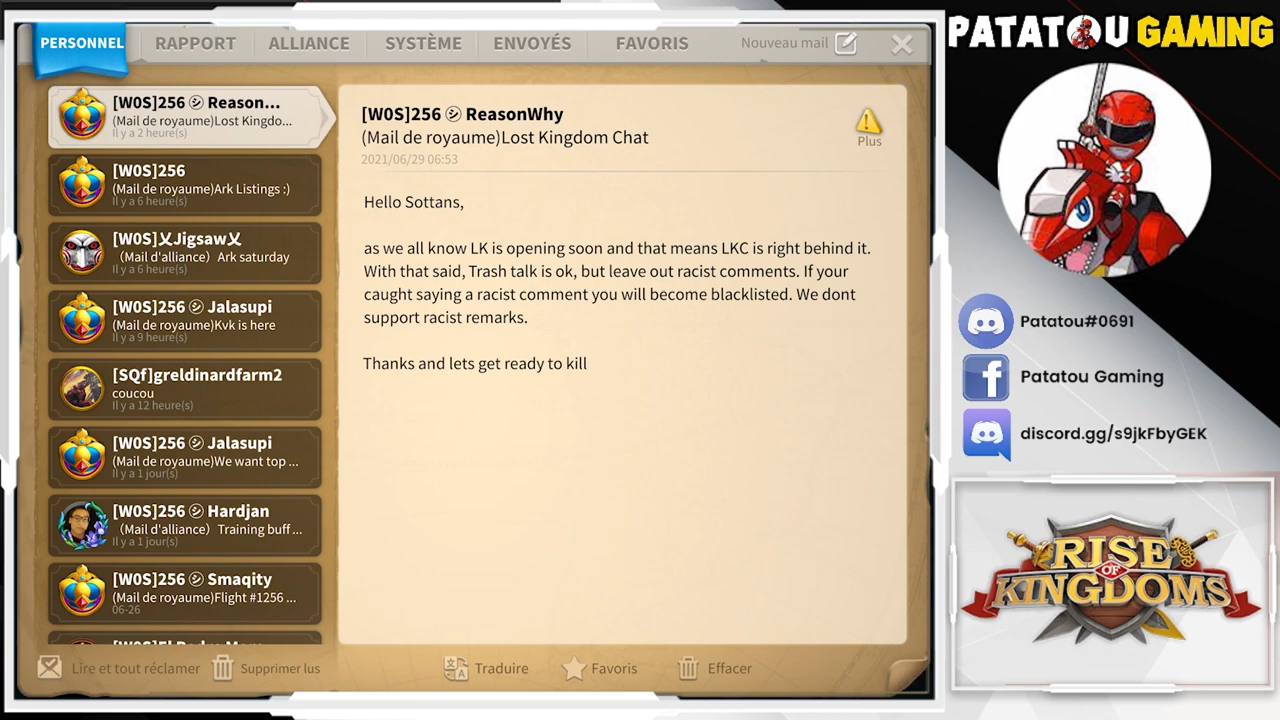 PERSONNEL
RAPPORT
ALLIANCE
SYSTÈME
ENVOYÉS
FAVORIS
Nouveau mail
[W0S]256 ㋛ Reason...
(Mail de royaume)Lost Kingdo...
Il y a 2 heure(s)
[W0S]256
(Mail de royaume)Ark Listings :)
Il y a 6 heure(s)
[W0S]乂Jigsaw乂
(Mail d'alliance) Ark saturday
Il y a 6 heure(s)
[W0S]256 ㋛ Jalasupi
(Mail de royaume)Kvk is here
Il y a 9 heure(s)
[SQf]greldinardfarm2
coucou
Il y a 12 heure(s)
[W0S]256 ㋛ Jalasupi
(Mail de royaume)We want top ...
Il y a 1 jour(s)
[W0S]256 ㋛ Hardjan
(Mail d'alliance) Training buff ...
Il y a 1 jour(s)
[W0S]256 ㋛ Smaqity
(Mail de royaume)Flight #1256 ...
06-26
[W0S]256 ㋛ ReasonWhy
(Mail de royaume)Lost Kingdom Chat
2021/06/29 06:53
Plus
Hello Sottans,
as we all know LK is opening soon and that means LKC is right behind it.
With that said, Trash talk is ok, but leave out racist comments. If your
caught saying a racist comment you will become blacklisted. We dont
support racist remarks.
Thanks and lets get ready to kill
Lire et tout réclamer
Supprimer lus
Traduire
Favoris
Effacer
PATATOU GAMING
Patatou#0691
Patatou Gaming
discord.gg/s9jkFbyGEK
RISE
OF
KINGDOMS